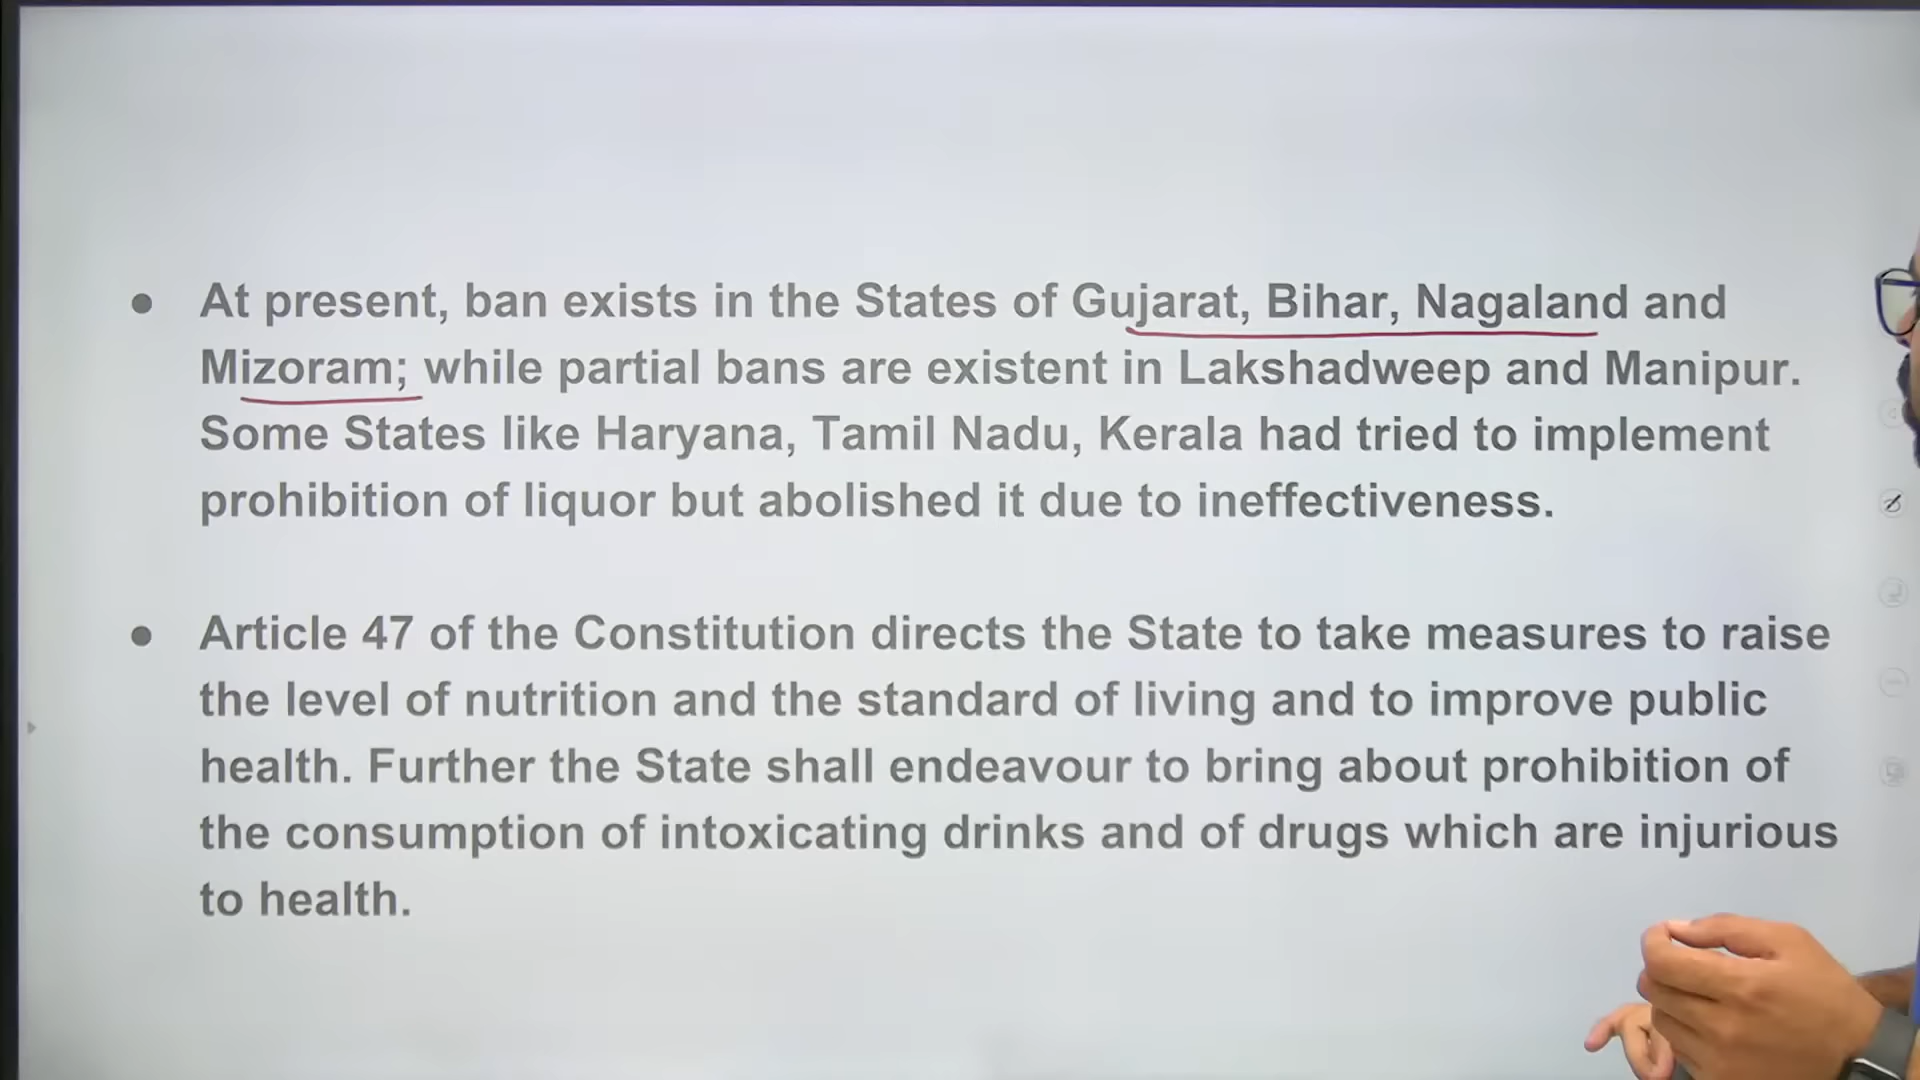 ● At present, ban exists in the States of Gujarat, Bihar, Nagaland and
Mizoram; while partial bans are existent in Lakshadweep and Manipur.
Some States like Haryana, Tamil Nadu, Kerala had tried to implement
prohibition of liquor but abolished it due to ineffectiveness.
● Article 47 of the Constitution directs the State to take measures to raise
the level of nutrition and the standard of living and to improve public
health. Further the State shall endeavour to bring about prohibition of
the consumption of intoxicating drinks and of drugs which are injurious
to health.